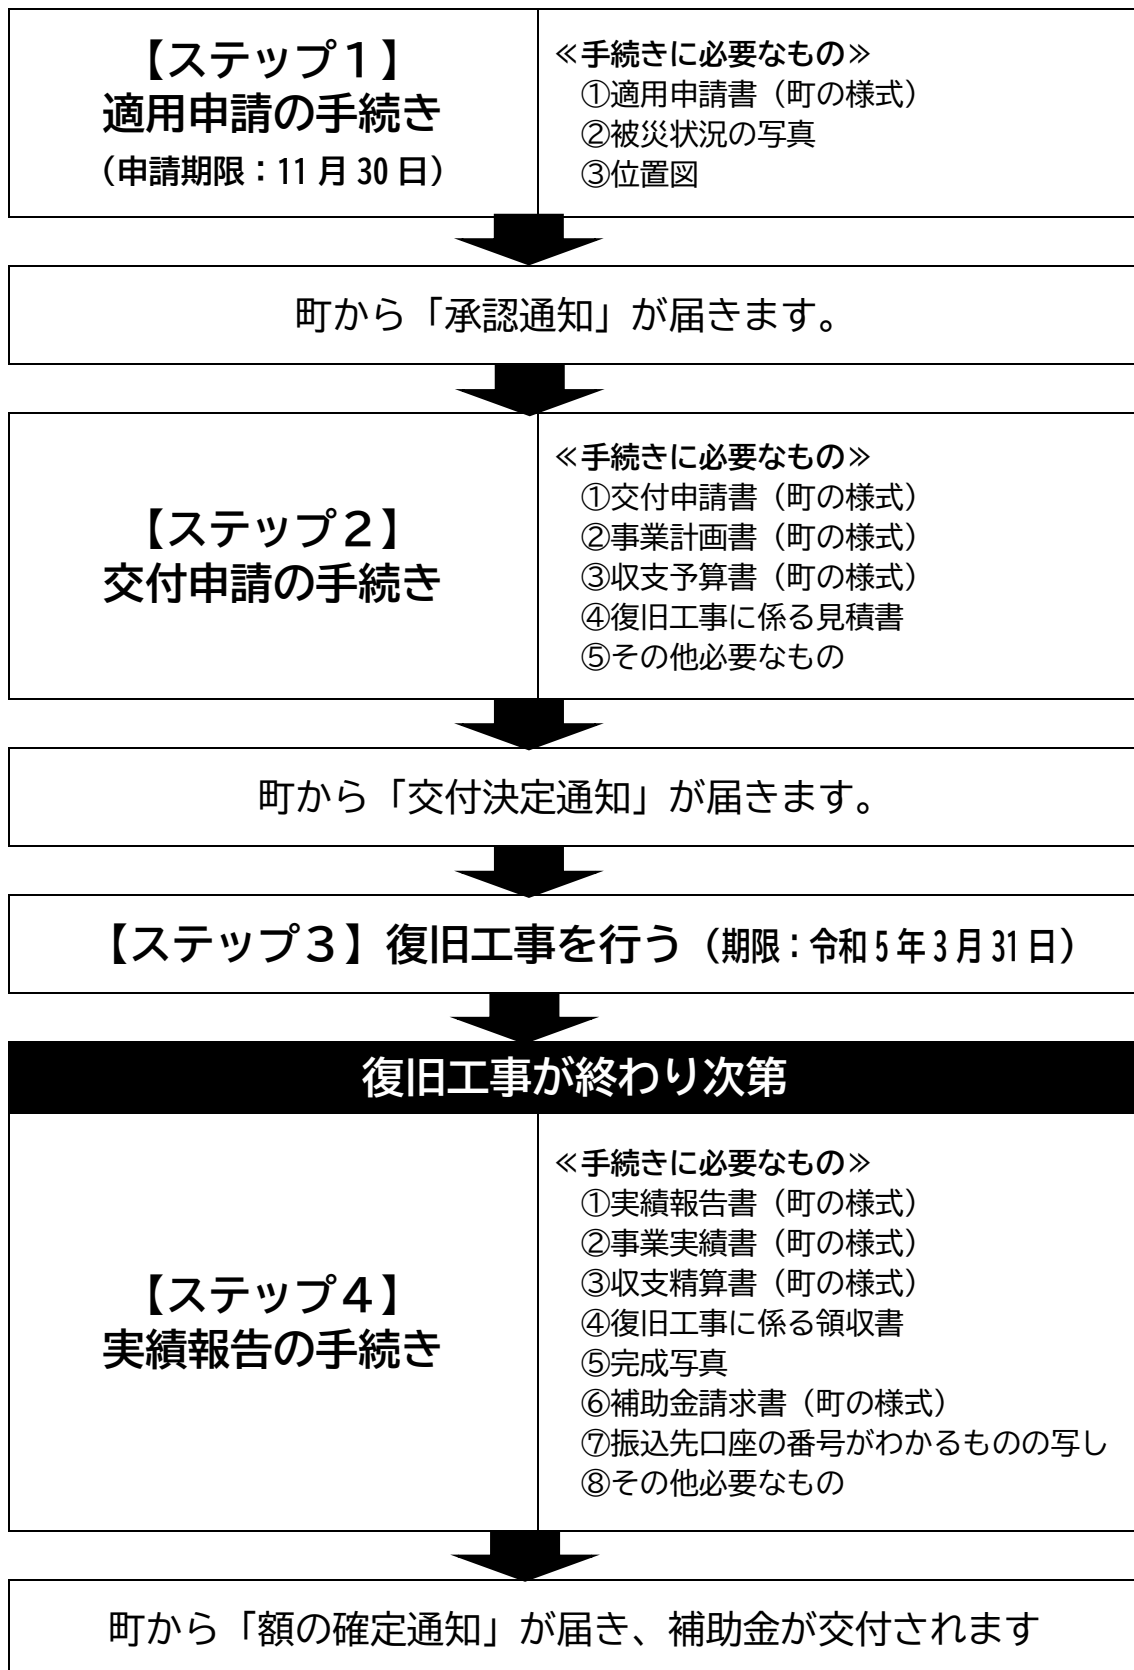 【ステップ１】
適用申請の手続き
（申請期限：11月30日）
≪手続きに必要なもの≫
①適用申請書（町の様式）
②被災状況の写真
③位置図
町から「承認通知」が届きます。
【ステップ２】
交付申請の手続き
≪手続きに必要なもの≫
①交付申請書（町の様式）
②事業計画書（町の様式）
③収支予算書（町の様式）
④復旧工事に係る見積書
⑤その他必要なもの
町から「交付決定通知」が届きます。
【ステップ３】復旧工事を行う（期限：令和5年3月31日）
復旧工事が終わり次第
【ステップ４】
実績報告の手続き
≪手続きに必要なもの≫
①実績報告書（町の様式）
②事業実績書（町の様式）
③収支精算書（町の様式）
④復旧工事に係る領収書
⑤完成写真
⑥補助金請求書（町の様式）
⑦振込先口座の番号がわかるものの写し
⑧その他必要なもの
町から「額の確定通知」が届き、補助金が交付されます